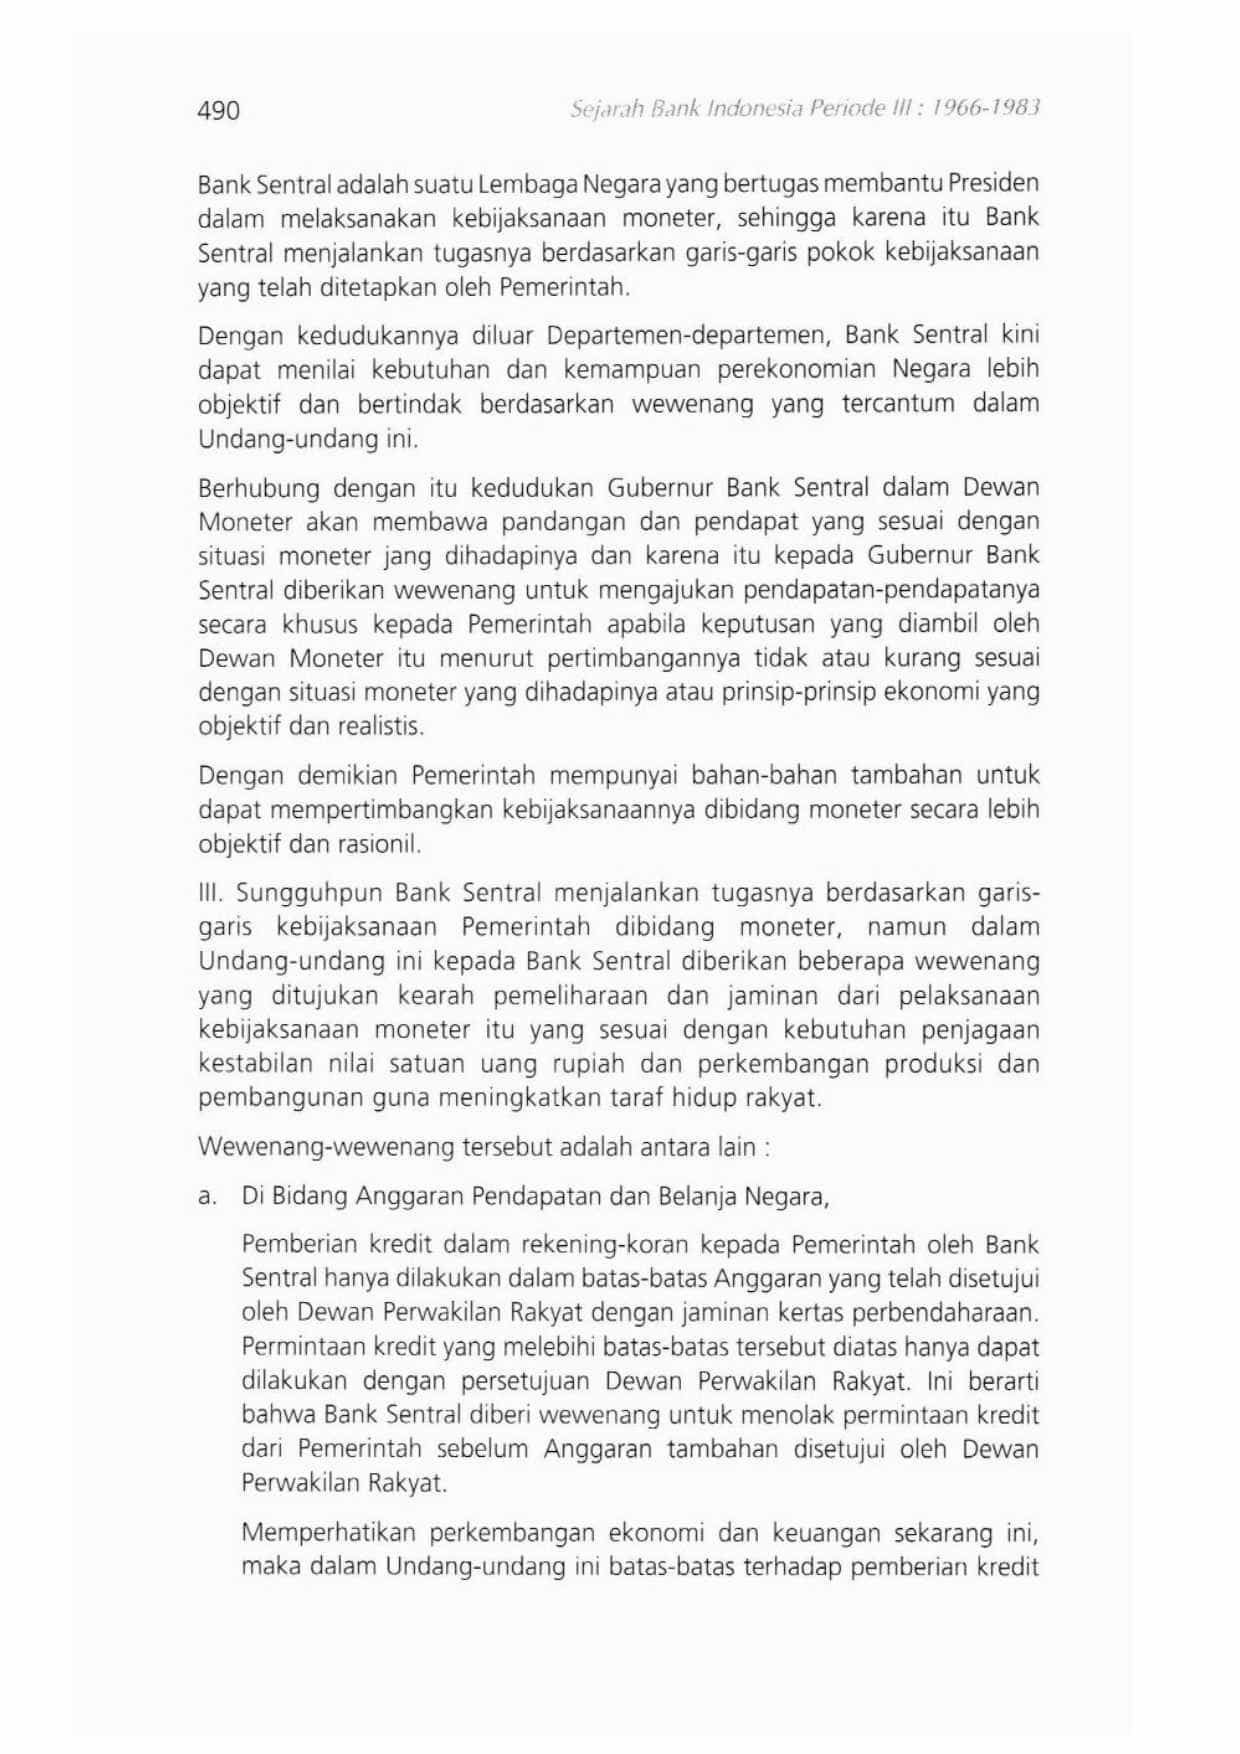 490
Sejarah Bank Indonesia Periode III : 1966-1983
Bank Sentral adalah suatu Lembaga Negara yang bertugas membantu Presiden
dalam melaksanakan kebijaksanaan moneter, sehingga karena itu Bank
Sentral menjalankan tugasnya berdasarkan garis-garis pokok kebijaksanaan
yang telah ditetapkan oleh Pemerintah.
Dengan kedudukannya diluar Departemen-departemen, Bank Sentral kini
dapat menilai kebutuhan dan kemampuan perekonomian Negara lebih
objektif dan bertindak berdasarkan wewenang yang tercantum dalam
Undang-undang ini.
Berhubung dengan itu kedudukan Gubernur Bank Sentral dalam Dewan
Moneter akan membawa pandangan dan pendapat yang sesuai dengan
situasi moneter jang dihadapinya dan karena itu kepada Gubernur Bank
Sentral diberikan wewenang untuk mengajukan pendapatan-pendapatanya
secara khusus kepada Pemerintah apabila keputusan yang diambil oleh
Dewan Moneter itu menurut pertimbangannya tidak atau kurang sesuai
dengan situasi moneter yang dihadapinya atau prinsip-prinsip ekonomi yang
objektif dan realistis.
Dengan demikian Pemerintah mempunyai bahan-bahan tambahan untuk
dapat mempertimbangkan kebijaksanaannya dibidang moneter secara lebih
objektif dan rasionil.
III. Sungguhpun Bank Sentral menjalankan tugasnya berdasarkan garis-
garis kebijaksanaan Pemerintah dibidang moneter, namun dalam
Undang-undang ini kepada Bank Sentral diberikan beberapa wewenang
yang ditujukan kearah pemeliharaan dan jaminan dari pelaksanaan
kebijaksanaan moneter itu yang sesuai dengan kebutuhan penjagaan
kestabilan nilai satuan uang rupiah dan perkembangan produksi dan
pembangunan guna meningkatkan taraf hidup rakyat.
Wewenang-wewenang tersebut adalah antara lain :
a. Di Bidang Anggaran Pendapatan dan Belanja Negara,
Pemberian kredit dalam rekening-koran kepada Pemerintah oleh Bank
Sentral hanya dilakukan dalam batas-batas Anggaran yang telah disetujui
oleh Dewan Perwakilan Rakyat dengan jaminan kertas perbendaharaan.
Permintaan kredit yang melebihi batas-batas tersebut diatas hanya dapat
dilakukan dengan persetujuan Dewan Perwakilan Rakyat. Ini berarti
bahwa Bank Sentral diberi wewenang untuk menolak permintaan kredit
dari Pemerintah sebelum Anggaran tambahan disetujui oleh Dewan
Perwakilan Rakyat.
Memperhatikan perkembangan ekonomi dan keuangan sekarang ini,
maka dalam Undang-undang ini batas-batas terhadap pemberian kredit